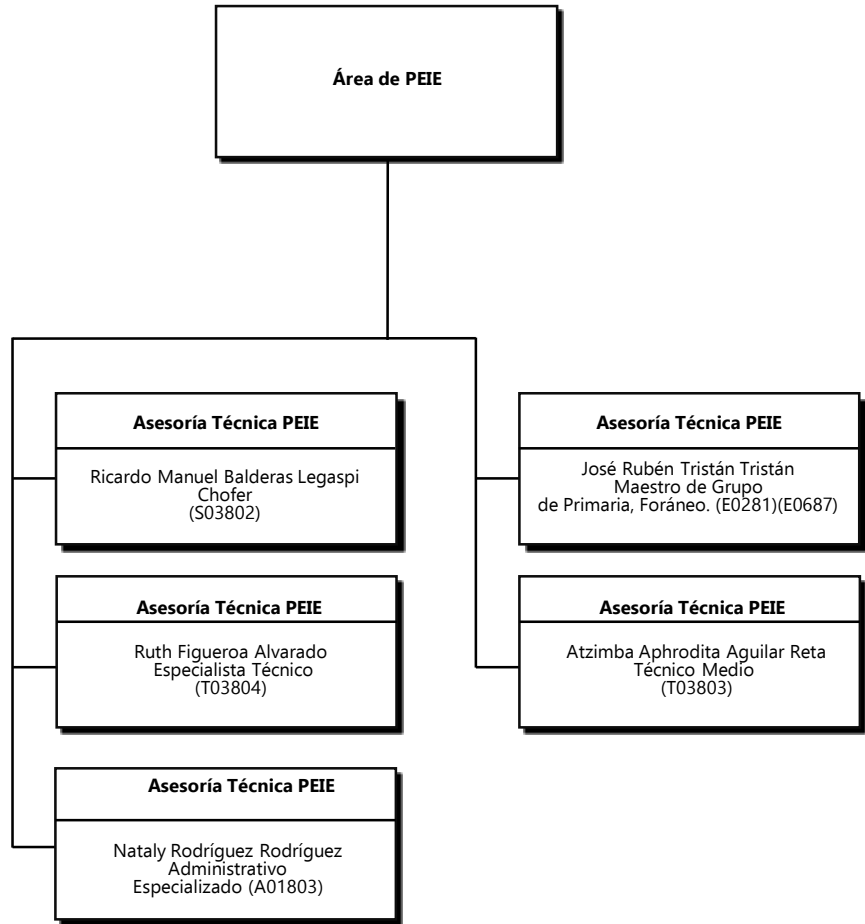 Área de PEIE
Asesoría Técnica PEIE
Ricardo Manuel Balderas Legaspi
Chofer
(S03802)
Asesoría Técnica PEIE
José Rubén Tristán Tristán
Maestro de Grupo
de Primaria, Foráneo. (E0281)(E0687)
Asesoría Técnica PEIE
Ruth Figueroa Alvarado
Especialista Técnico
(T03804)
Asesoría Técnica PEIE
Atzimba Aphrodita Aguilar Reta
Técnico Medio
(T03803)
Asesoría Técnica PEIE
Nataly Rodríguez Rodríguez
Administrativo
Especializado (A01803)